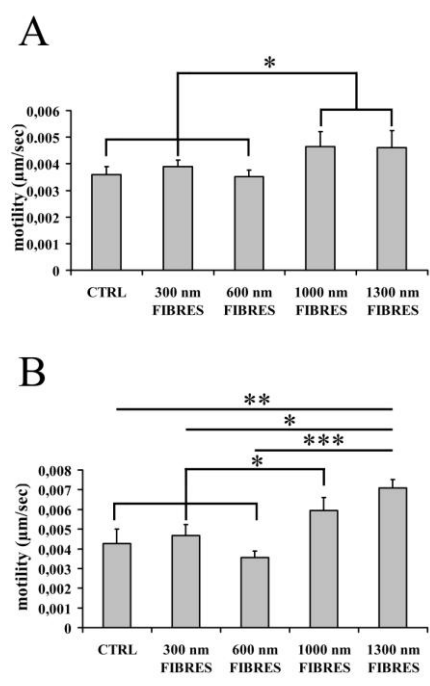 A
*
0,006
0,005
0,004
0,003
0,002
0,001
0
motility (μm/sec)
CTRL 300 nm 600 nm 1000 nm 1300 nm
FIBRES FIBRES FIBRES FIBRES
B
**
*
***
*
0,008
0,007
0,006
0,005
0,004
0,003
0,002
0,001
0
motility (μm/sec)
CTRL 300 nm 600 nm 1000 nm 1300 nm
FIBRES FIBRES FIBRES FIBRES